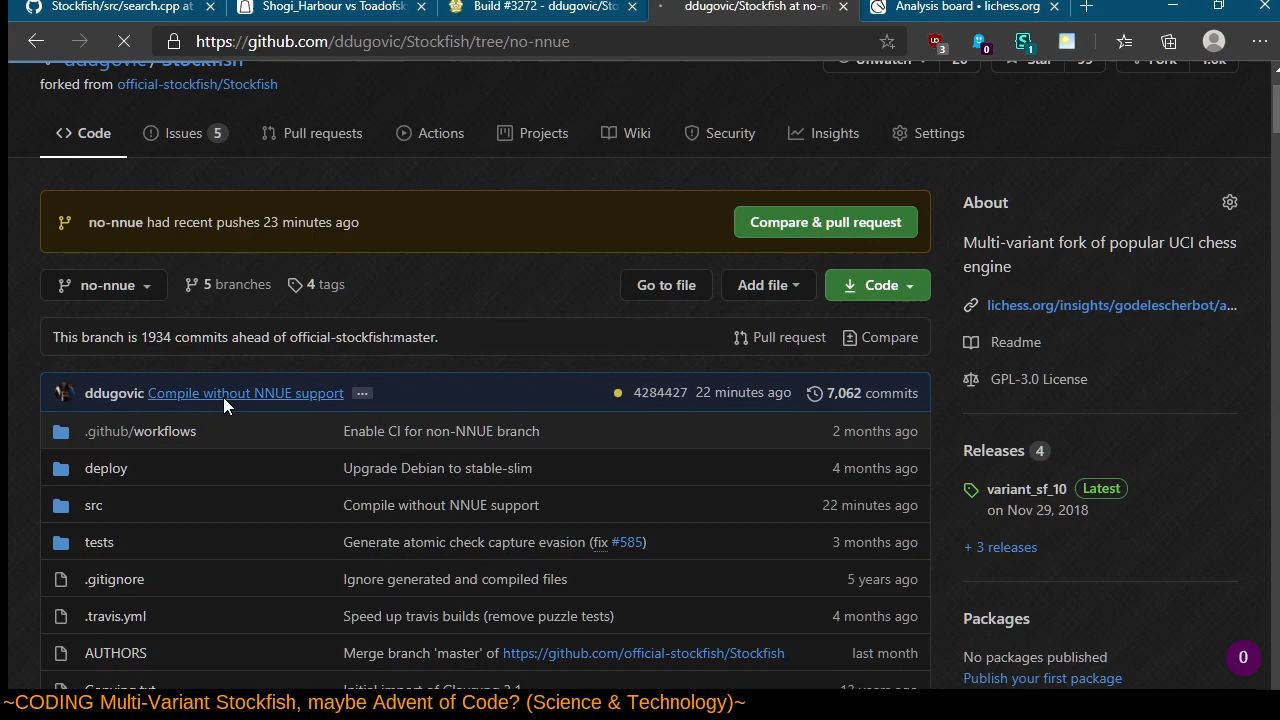 Stockfish/src/search.cpp at
Shogi_Harbour vs Toadofsk
Build #3272 - ddugovic/Sto
ddugovic/Stockfish at no-n
Analysis board • lichess.org
https://github.com/ddugovic/Stockfish/tree/no-nnue
3
0
1
ddugovic/Stockfish
Unwatch
Star
Fork
forked from official-stockfish/Stockfish
Code
Issues 5
Pull requests
Actions
Projects
Wiki
Security
Insights
Settings
no-nnue had recent pushes 23 minutes ago
Compare & pull request
no-nnue
5 branches
4 tags
Go to file
Add file
Code
This branch is 1934 commits ahead of official-stockfish:master.
Pull request
Compare
ddugovic Compile without NNUE support ... 4284427 22 minutes ago 7,062 commits
.github/workflows Enable CI for non-NNUE branch 2 months ago
deploy Upgrade Debian to stable-slim 4 months ago
src Compile without NNUE support 22 minutes ago
tests Generate atomic check capture evasion (fix #585) 3 months ago
.gitignore Ignore generated and compiled files 5 years ago
.travis.yml Speed up travis builds (remove puzzle tests) 4 months ago
AUTHORS Merge branch 'master' of https://github.com/official-stockfish/Stockfish last month
About
Multi-variant fork of popular UCI chess
engine
lichess.org/insights/godelescherbot/a...
Readme
GPL-3.0 License
Releases 4
variant_sf_10 Latest
on Nov 29, 2018
+ 3 releases
Packages
No packages published
Publish your first package
0
~CODING Multi-Variant Stockfish, maybe Advent of Code? (Science & Technology)~